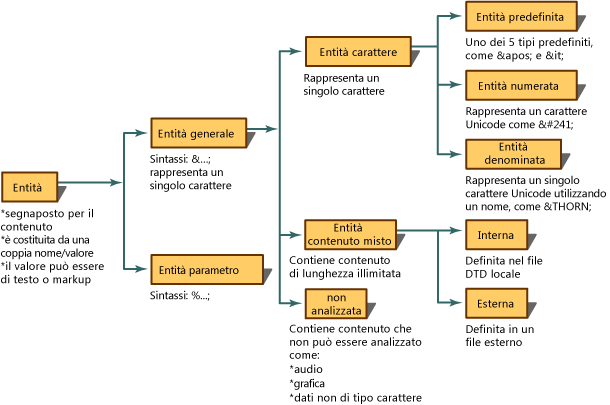 Entità
*segnaposto per il
contenuto
*è costituita da una
coppia nome/valore
*il valore può essere
di testo o markup
Entità generale
Sintassi: &...;
rappresenta un
singolo carattere
Entità parametro
Sintassi: %...;
Entità carattere
Rappresenta un
singolo carattere
Entità
contenuto misto
Contiene contenuto
di lunghezza illimitata
non
analizzata
Contiene contenuto che
non può essere analizzato
come:
*audio
*grafica
*dati non di tipo carattere
Entità predefinita
Uno dei 5 tipi predefiniti,
come &apos; e &it;
Entità numerata
Rappresenta un carattere
Unicode come &#241;
Entità
denominata
Rappresenta un singolo
carattere Unicode utilizzando
un nome, come &THORN;
Interna
Definita nel file
DTD locale
Esterna
Definita in un
file esterno